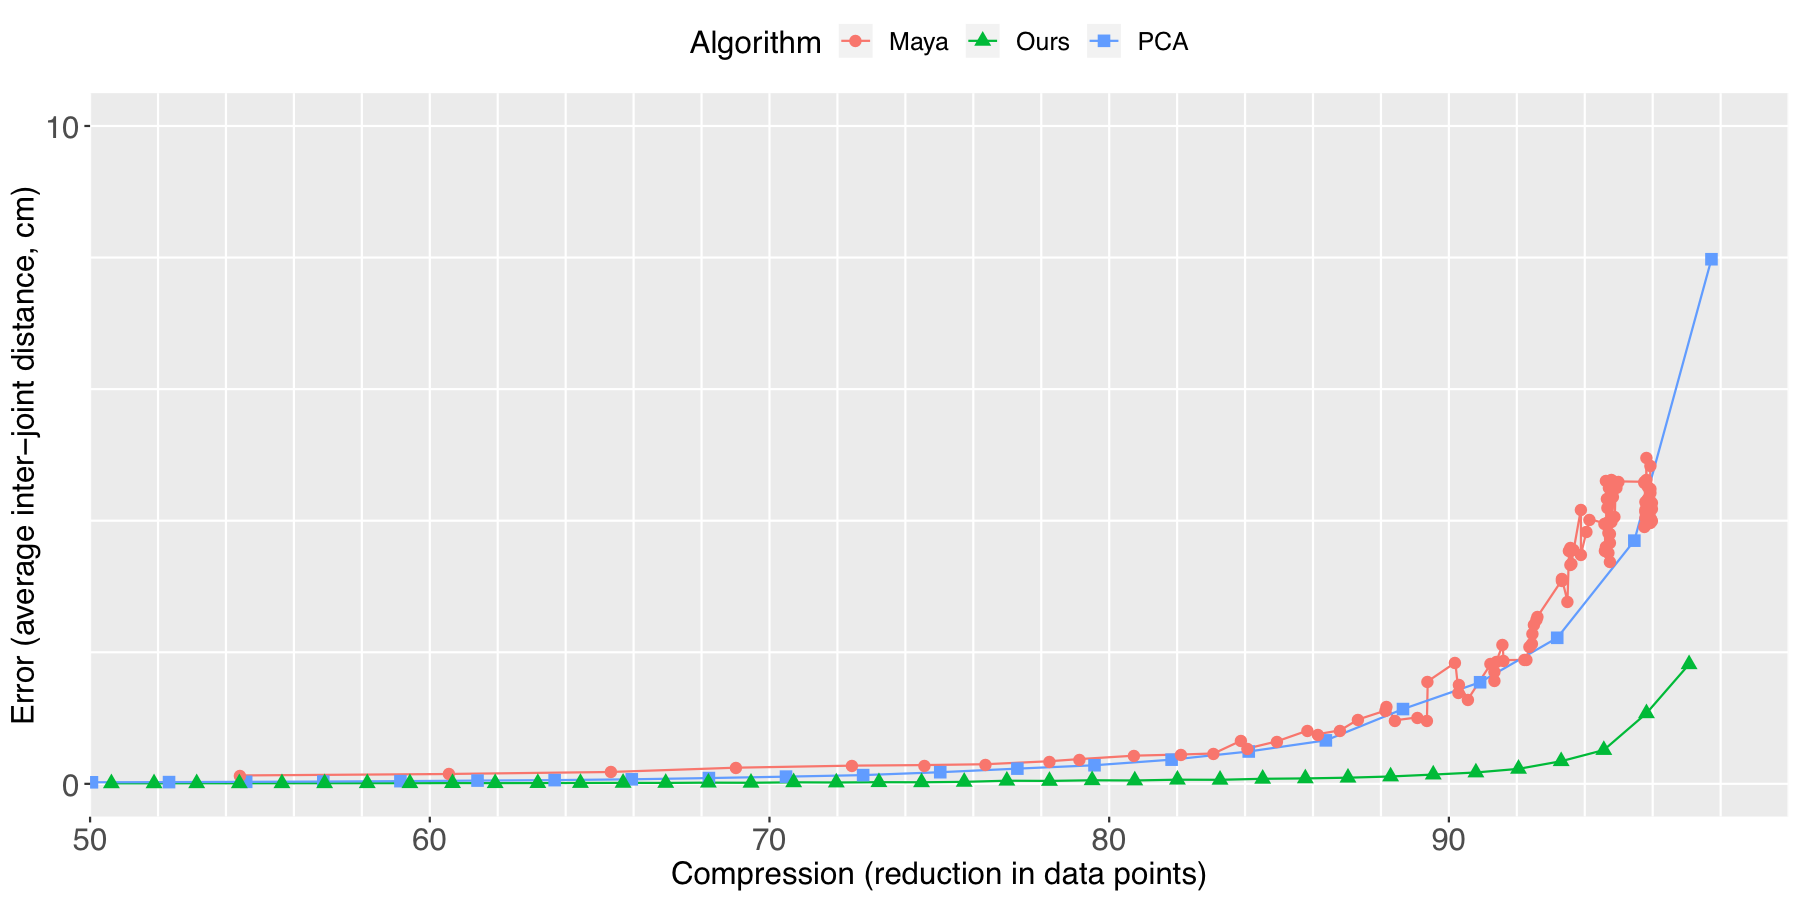 Algorithm Maya Ours PCA
10
0
Error (average inter−joint distance, cm)
50 60 70 80 90
Compression (reduction in data points)